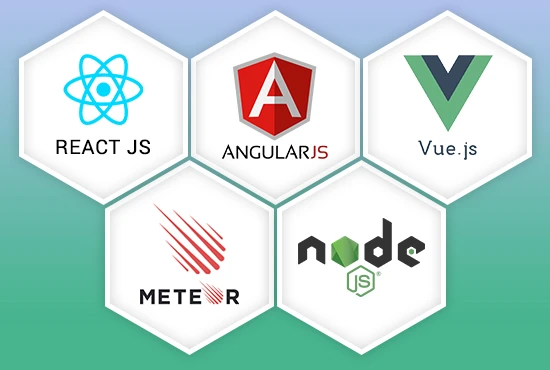 REACT JS
ANGULARJS
Vue.js
METEOR
node
JS®